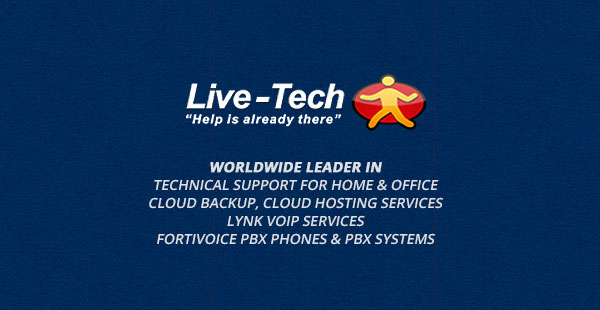 Live-Tech
"Help is already there"
WORLDWIDE LEADER IN
TECHNICAL SUPPORT FOR HOME & OFFICE
CLOUD BACKUP, CLOUD HOSTING SERVICES
LYNK VOIP SERVICES
FORTIVOICE PBX PHONES & PBX SYSTEMS